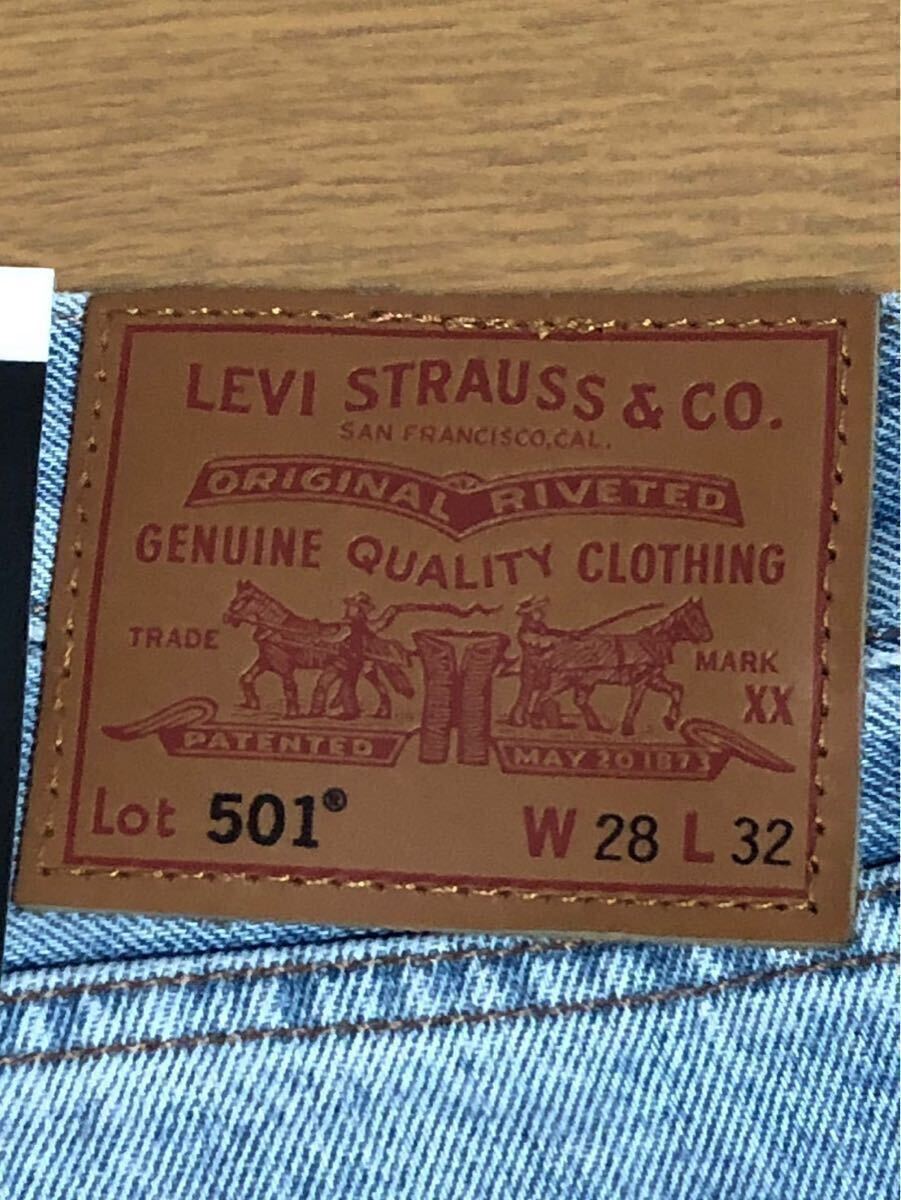 LEVI STRAUSS & CO.
SAN FRANCISCO, CAL.
ORIGINAL RIVETED
GENUINE QUALITY CLOTHING
TRADE MARK
XX
PATENTED MAY 20 1873
Lot 501® W 28 L 32